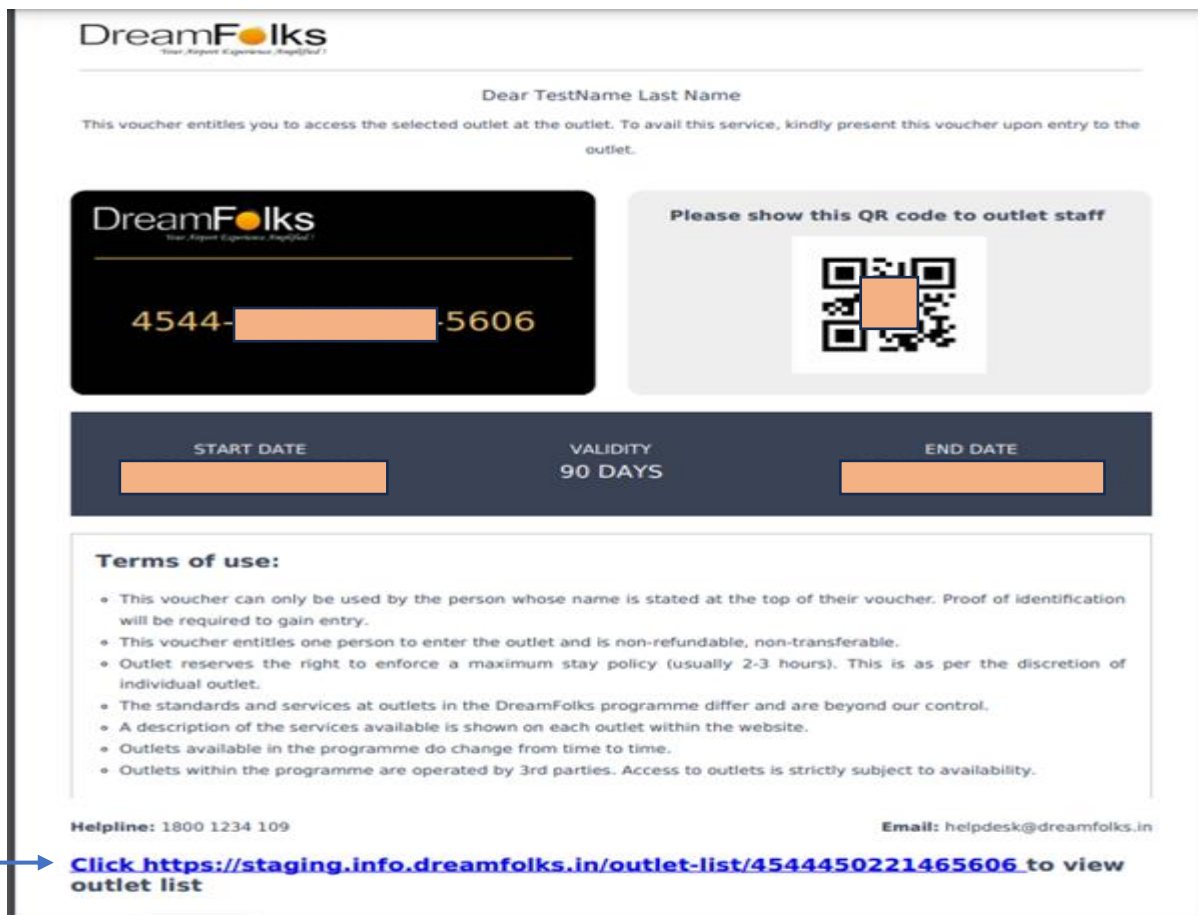 DreamFolks
Your Airport Experience Amplified !
Dear TestName Last Name
This voucher entitles you to access the selected outlet at the outlet. To avail this service, kindly present this voucher upon entry to the
outlet.
DreamFolks
Your Airport Experience Amplified !
4544- -5606
Please show this QR code to outlet staff
START DATE
VALIDITY
90 DAYS
END DATE
Terms of use:
• This voucher can only be used by the person whose name is stated at the top of their voucher. Proof of identification
will be required to gain entry.
• This voucher entitles one person to enter the outlet and is non-refundable, non-transferable.
• Outlet reserves the right to enforce a maximum stay policy (usually 2-3 hours). This is as per the discretion of
individual outlet.
• The standards and services at outlets in the DreamFolks programme differ and are beyond our control.
• A description of the services available is shown on each outlet within the website.
• Outlets available in the programme do change from time to time.
• Outlets within the programme are operated by 3rd parties. Access to outlets is strictly subject to availability.
Helpline: 1800 1234 109
Email: helpdesk@dreamfolks.in
Click https://staging.info.dreamfolks.in/outlet-list/4544450221465606 to view
outlet list